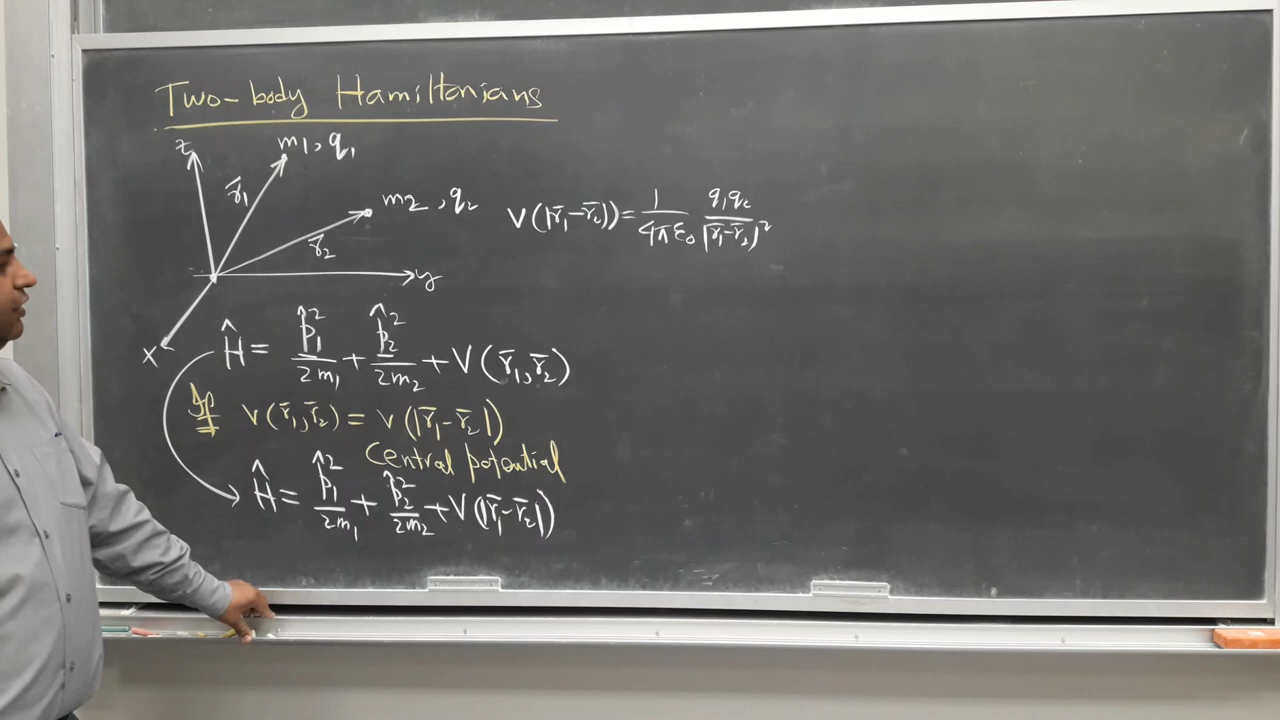 Two-body Hamiltonians
z
m₁, q₁
r̄₁
m₂, q₂
r̄₂
y
x
V(|r̄₁-r̄₂|) = 1/4πε₀ q₁q₂/|r̄₁-r̄₂|²
Ĥ = p̂₁²/2m₁ + p̂₂²/2m₂ + V(r̄₁, r̄₂)
If V(r̄₁, r̄₂) = V(|r̄₁-r̄₂|)
Central potential
Ĥ = p̂₁²/2m₁ + p̂₂²/2m₂ + V(|r̄₁-r̄₂|)